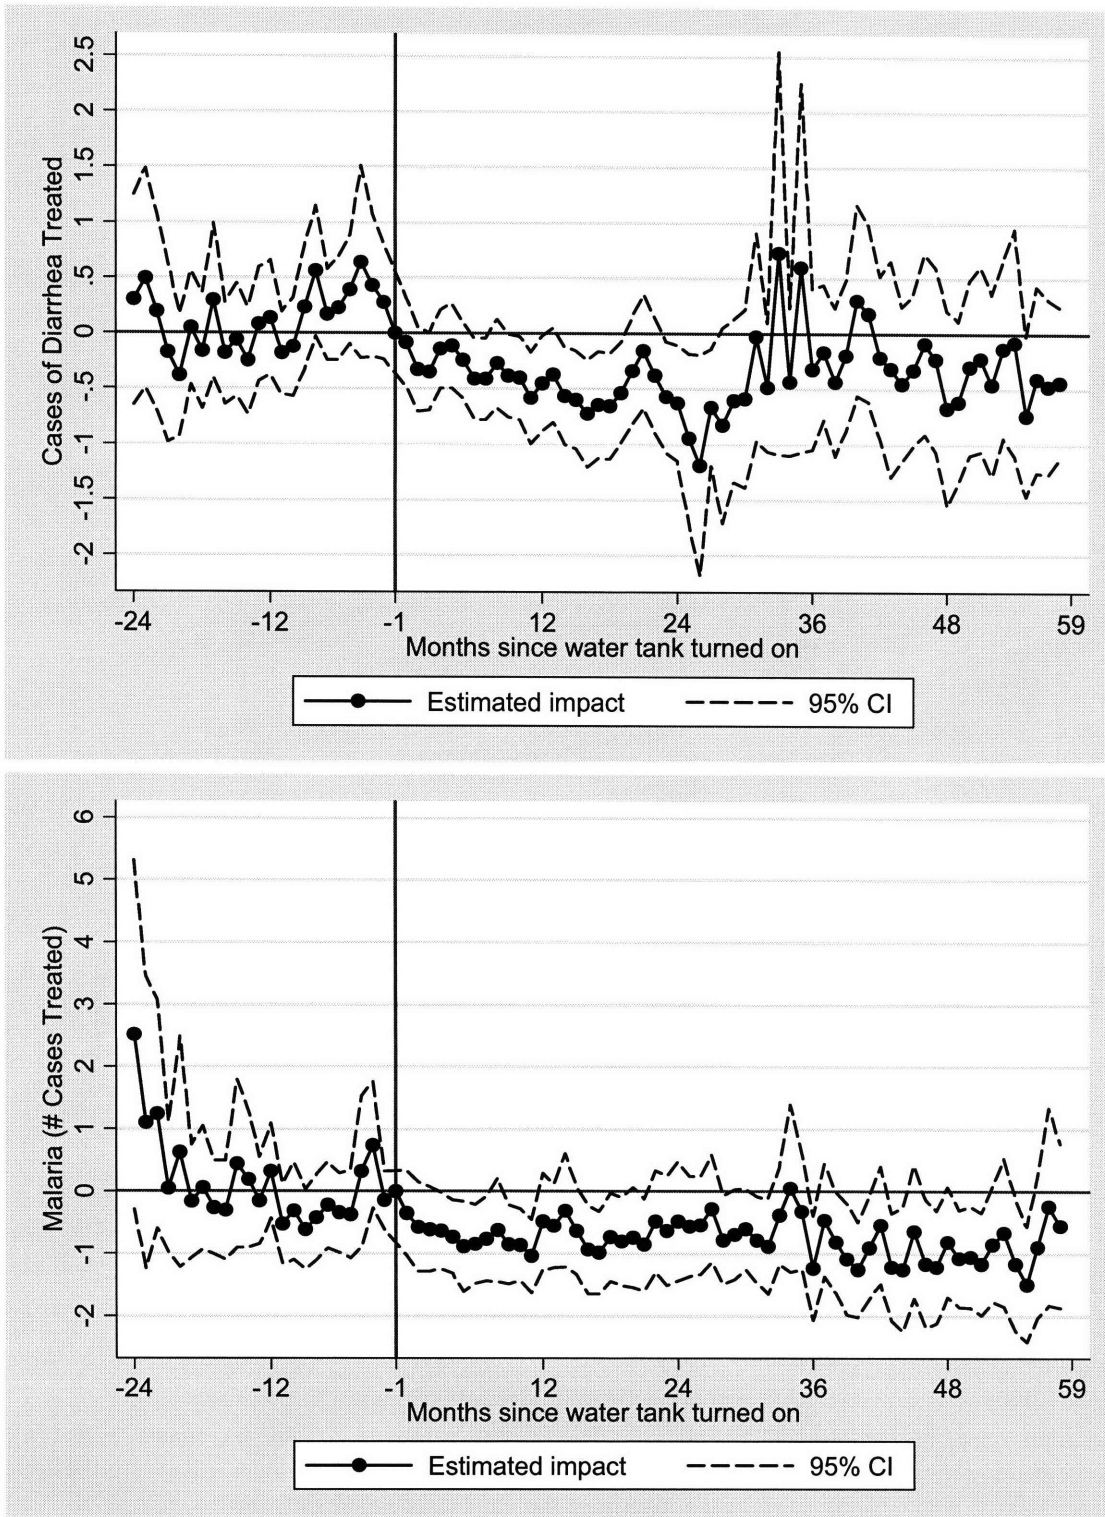 Cases of Diarrhea Treated
2.5
2
1.5
1
.5
0
-.5
-1
-1.5
-2
-24 -12 -1 12 24 36 48 59
Months since water tank turned on
Estimated impact 95% CI
Malaria (# Cases Treated)
6
5
4
3
2
1
0
-1
-2
-24 -12 -1 12 24 36 48 59
Months since water tank turned on
Estimated impact 95% CI